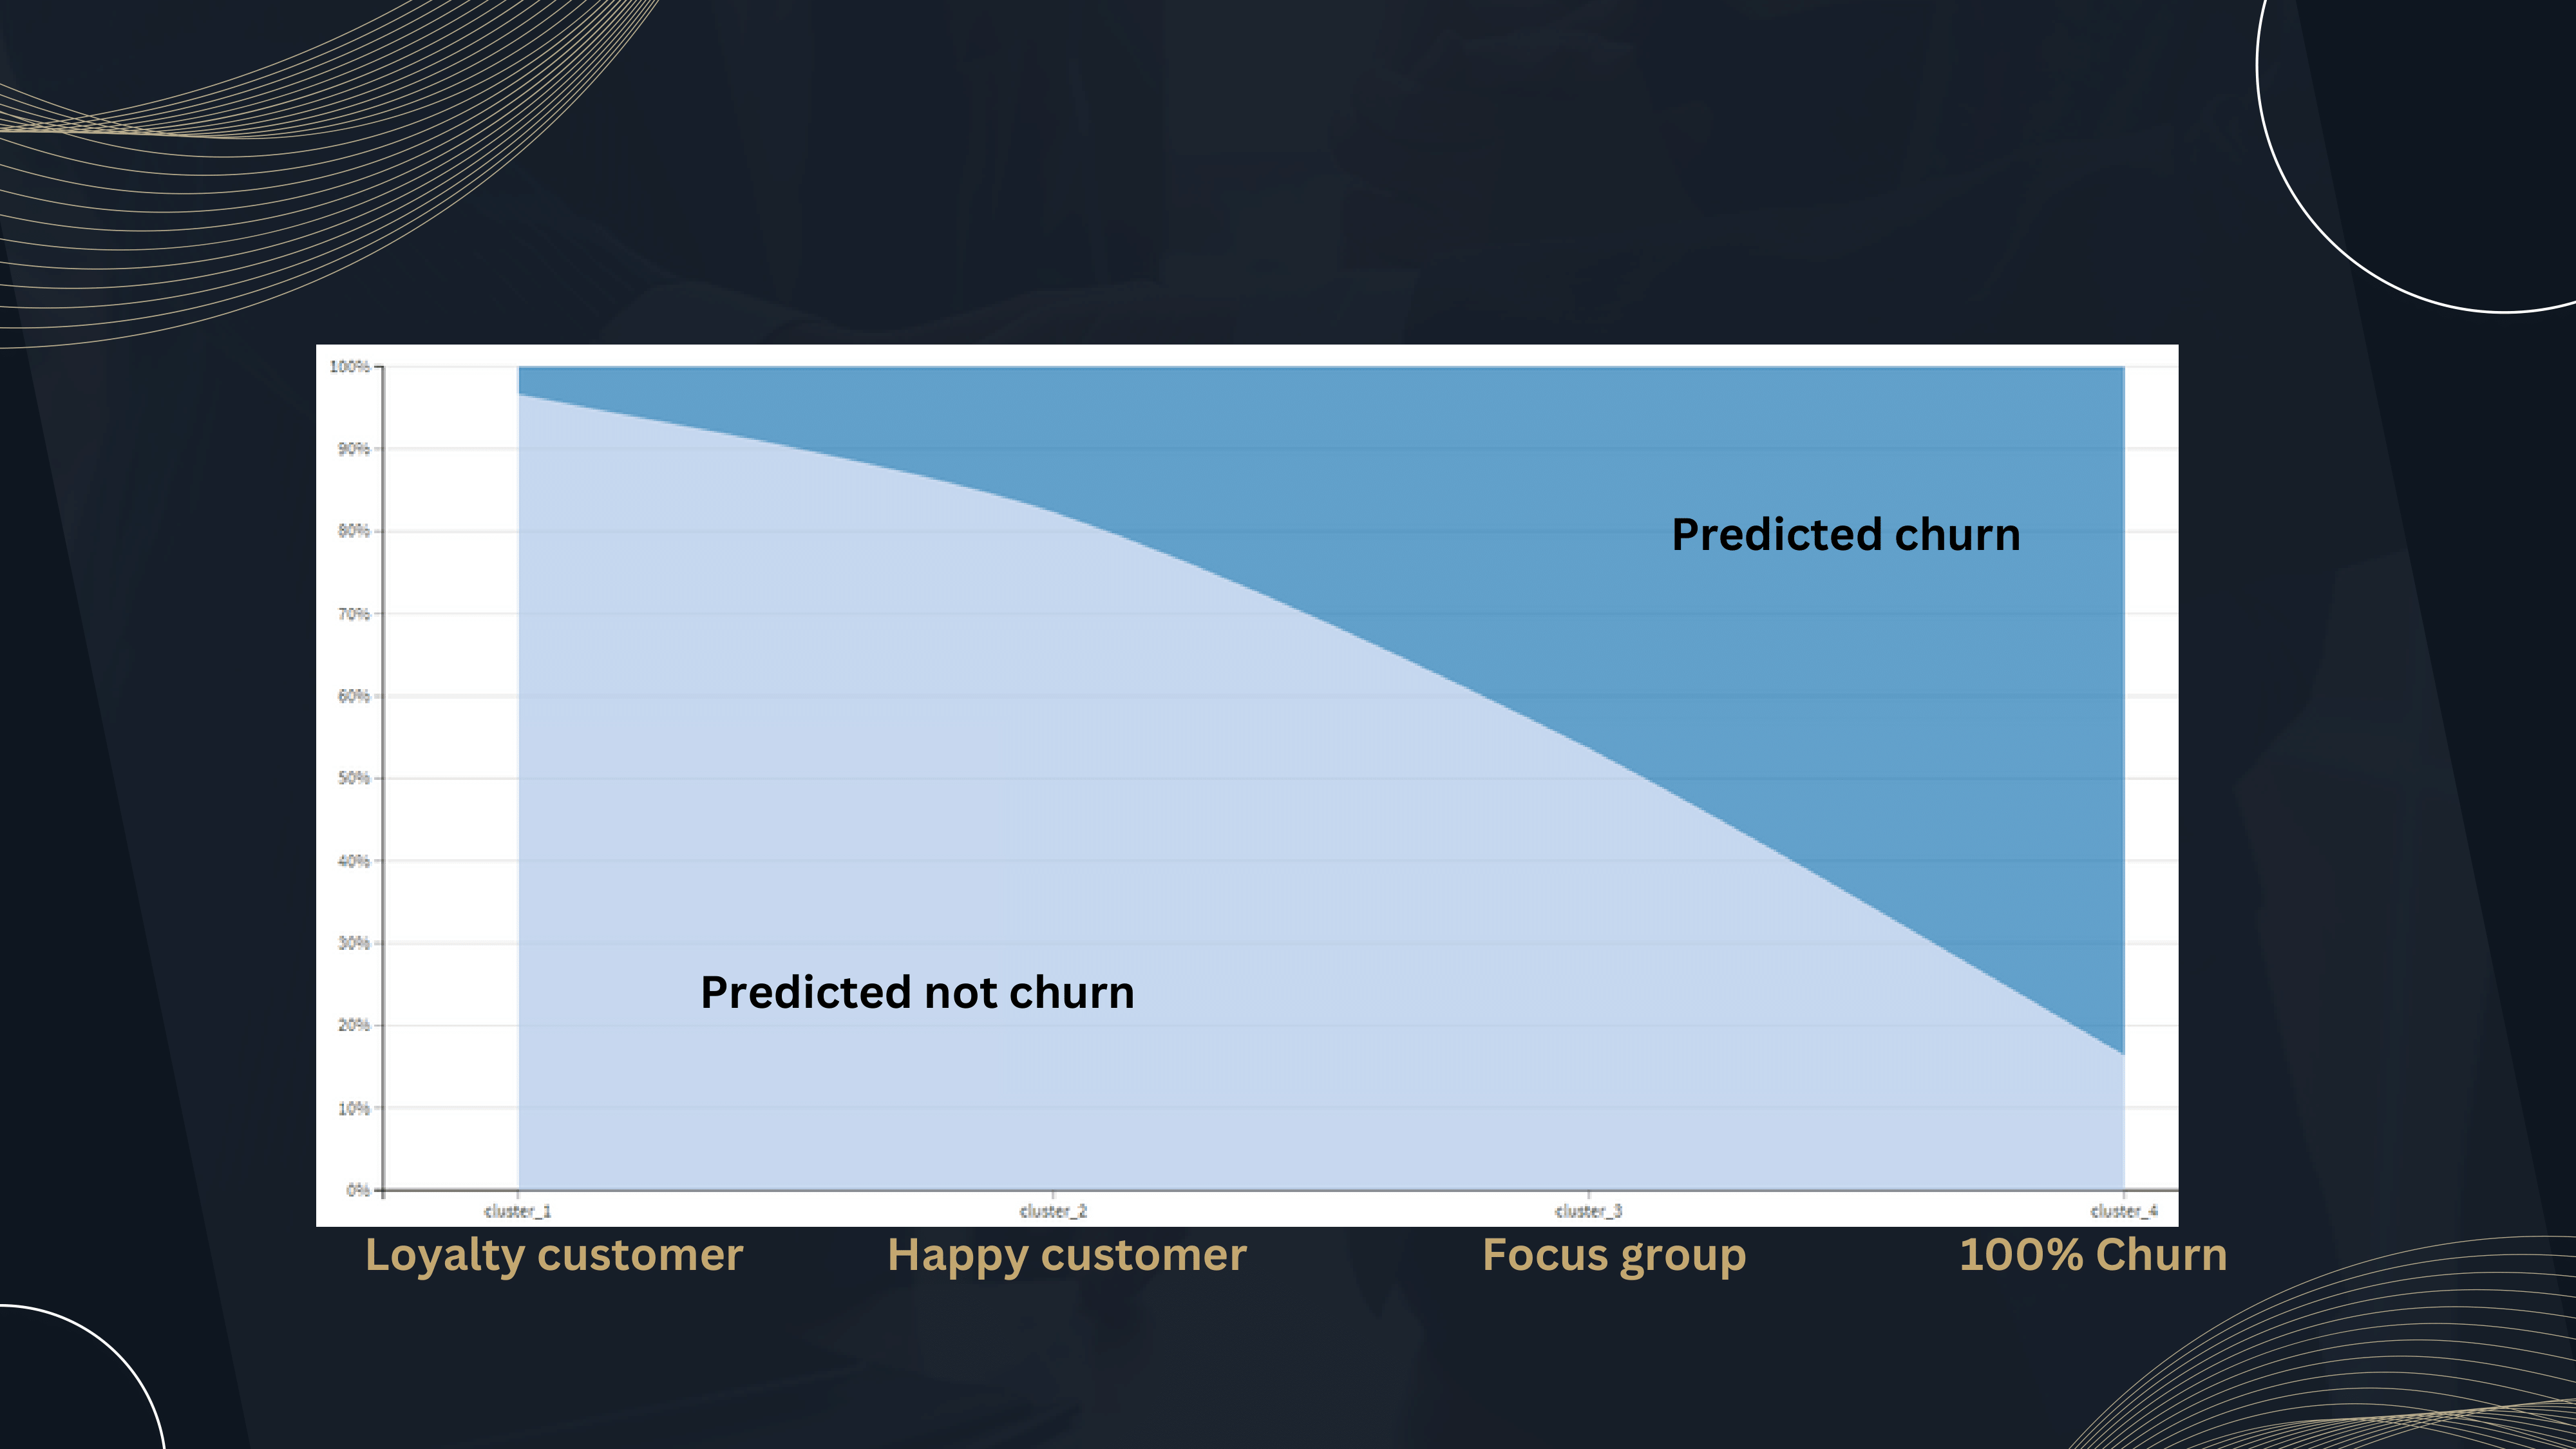 100%
90%
80%
Predicted churn
70%
60%
50%
40%
30%
Predicted not churn
20%
10%
0%
cluster_1 cluster_2 cluster_3 cluster_4
Loyalty customer Happy customer Focus group 100% Churn